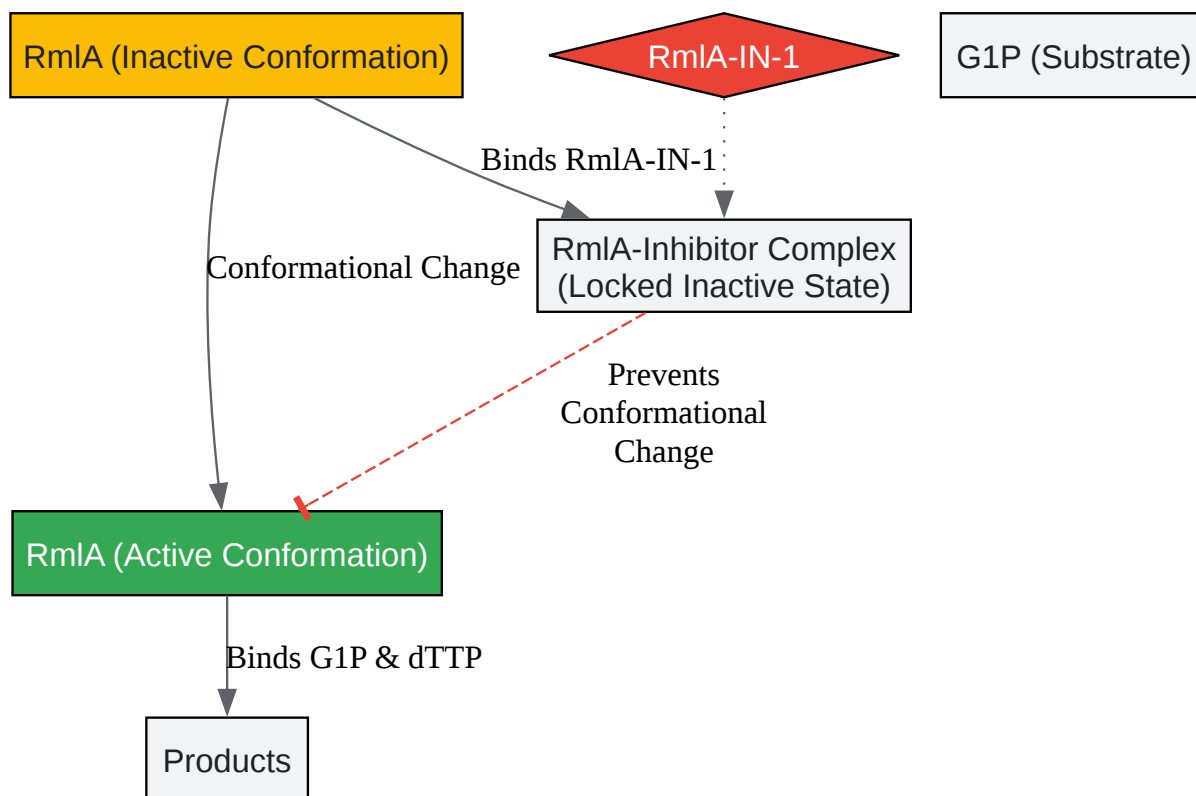 RmlA (Inactive Conformation)
RmlA-IN-1
G1P (Substrate)
Binds RmlA-IN-1
RmlA-Inhibitor Complex
(Locked Inactive State)
Conformational Change
Prevents
Conformational
Change
RmlA (Active Conformation)
Binds G1P & dTTP
Products